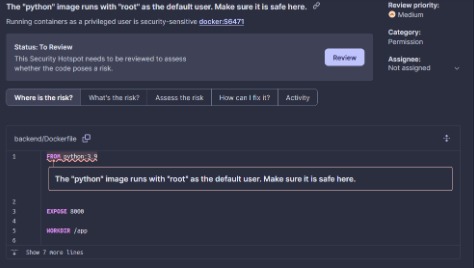 The "python" image runs with "root" as the default user. Make sure it is safe here.
Running containers as a privileged user is security-sensitive docker:S6471
Status: To Review
This Security Hotspot needs to be reviewed to assess
whether the code poses a risk.
Review
Review priority:
Medium
Category:
Permission
Assignee:
Not assigned
Where is the risk? What's the risk? Assess the risk How can I fix it? Activity
backend/Dockerfile
1 FROM python:3.9
The "python" image runs with "root" as the default user. Make sure it is safe here.
2
3 EXPOSE 8000
4
5 WORKDIR /app
6
Show 7 more lines